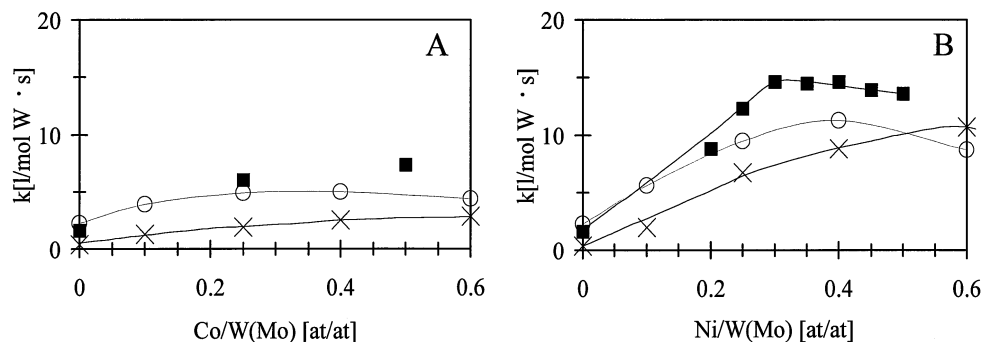 20
10
0
k[l/mol W · s]
A
0 0.2 0.4 0.6
Co/W(Mo) [at/at]
20
10
0
k[l/mol W · s]
B
0 0.2 0.4 0.6
Ni/W(Mo) [at/at]